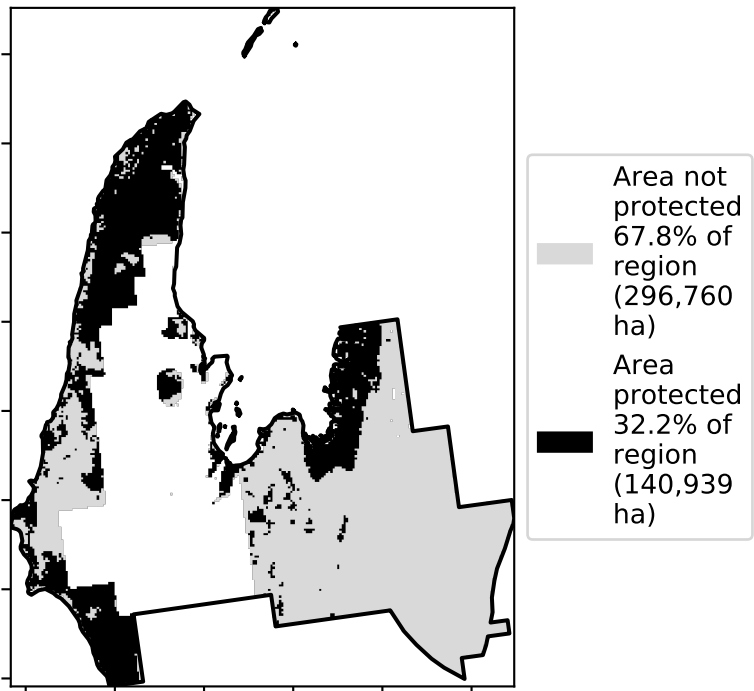 Area not
protected
67.8% of
region
(296,760
ha)
Area
protected
32.2% of
region
(140,939
ha)